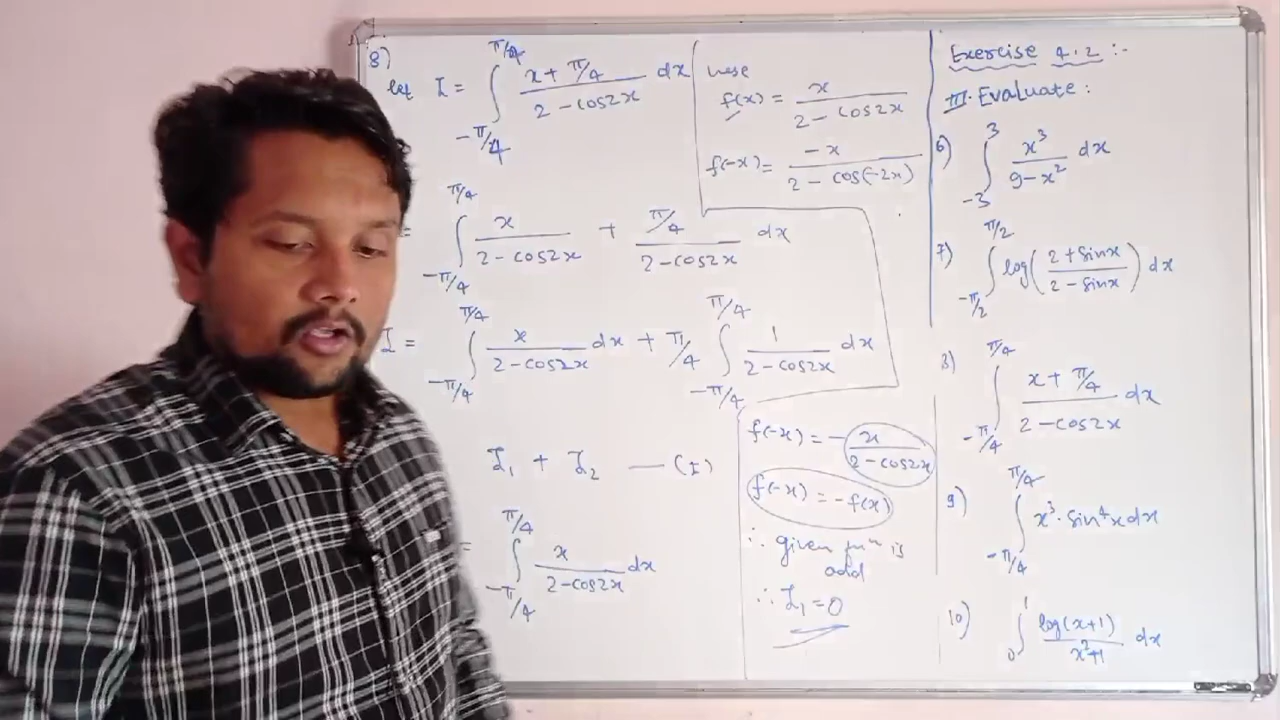 8)
let I = ∫_{-π/4}^{π/4} (x + π/4)/(2 - cos2x) dx
= ∫_{-π/4}^{π/4} x/(2 - cos2x) + (π/4)/(2 - cos2x) dx
I = ∫_{-π/4}^{π/4} x/(2 - cos2x) dx + π/4 ∫_{-π/4}^{π/4} 1/(2 - cos2x) dx
I₁ + I₂ — (I)
= ∫_{-π/4}^{π/4} x/(2 - cos2x) dx
f(x) = x/(2 - cos2x)
f(-x) = -x/(2 - cos(-2x))
f(-x) = - x/(2 - cos2x)
f(-x) = -f(x)
∴ given fuⁿ is
odd
∴ I₁ = 0
Exercise 4.2 :-
III. Evaluate :
6) ∫_{-3}^{3} x³/(9 - x²) dx
7) ∫_{-π/2}^{π/2} log((2 + sinx)/(2 - sinx)) dx
8) ∫_{-π/4}^{π/4} (x + π/4)/(2 - cos2x) dx
9) ∫_{-π/4}^{π/4} x³ · sin⁴x dx
10) ∫_{0}^{1} log(x+1)/(x²+1) dx